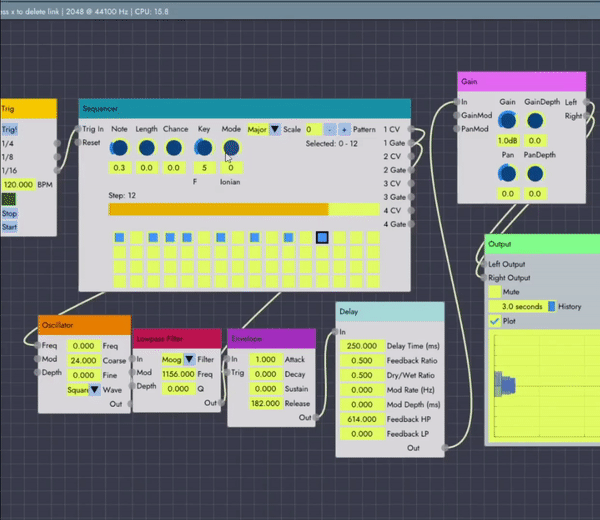 ss x to delete link | 2048 @ 44100 Hz | CPU: 15.8
Trig
Trig!
1/4
1/8
1/16
120.000 BPM
Stop
Start
Sequencer
Trig In Note Length Chance Key Mode Major Scale 0 - + Pattern 1 CV
Reset Selected: 0 - 12 1 Gate
2 CV
0.3 0.0 0.0 5 0 2 Gate
F Ionian 3 CV
Step: 12 3 Gate
4 CV
4 Gate
Gain
In Gain GainDepth Left
GainMod Right
PanMod 1.0dB 0.0
Pan PanDepth
0.0 0.0
Output
Left Output
Right Output
Mute
3.0 seconds History
Plot
Oscillator
Freq 0.000 Freq
Mod 24.000 Coarse
Depth 0.000 Fine
Squar Wave
Out
Lowpass Filter
In Moog Filter
Mod 1156.000 Freq
Depth 0.000 Q
Out
Envelope
In 1.000 Attack
Trig 0.000 Decay
0.000 Sustain
182.000 Release
Out
Delay
In
250.000 Delay Time (ms)
0.500 Feedback Ratio
0.500 Dry/Wet Ratio
0.000 Mod Rate (Hz)
0.000 Mod Depth (ms)
614.000 Feedback HP
0.000 Feedback LP
Out